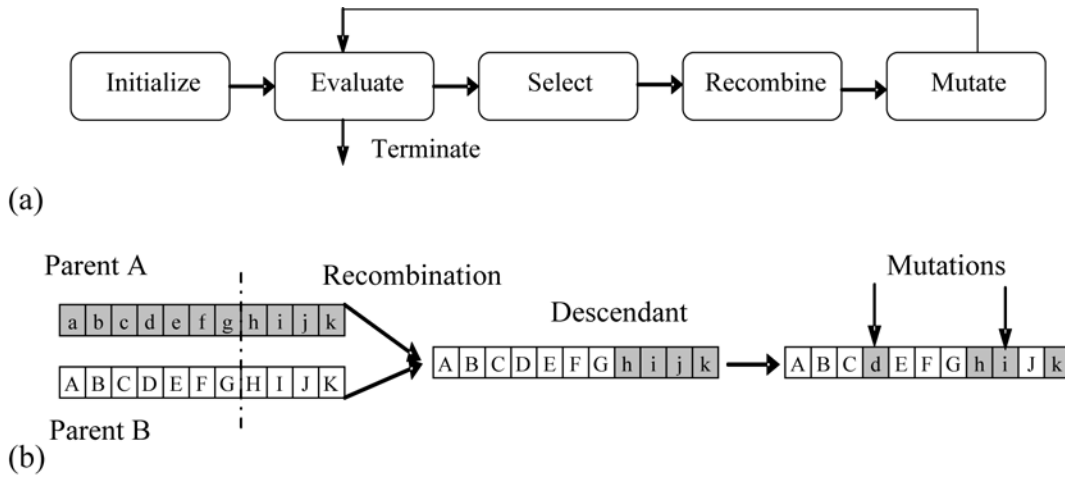 Initialize Evaluate Select Recombine Mutate
Terminate
(a)
Parent A Recombination Mutations
a b c d e f g h i j k
Descendant
A B C D E F G h i j k
A B C d E F G h i J k
A B C D E F G H I J K
Parent B
(b)